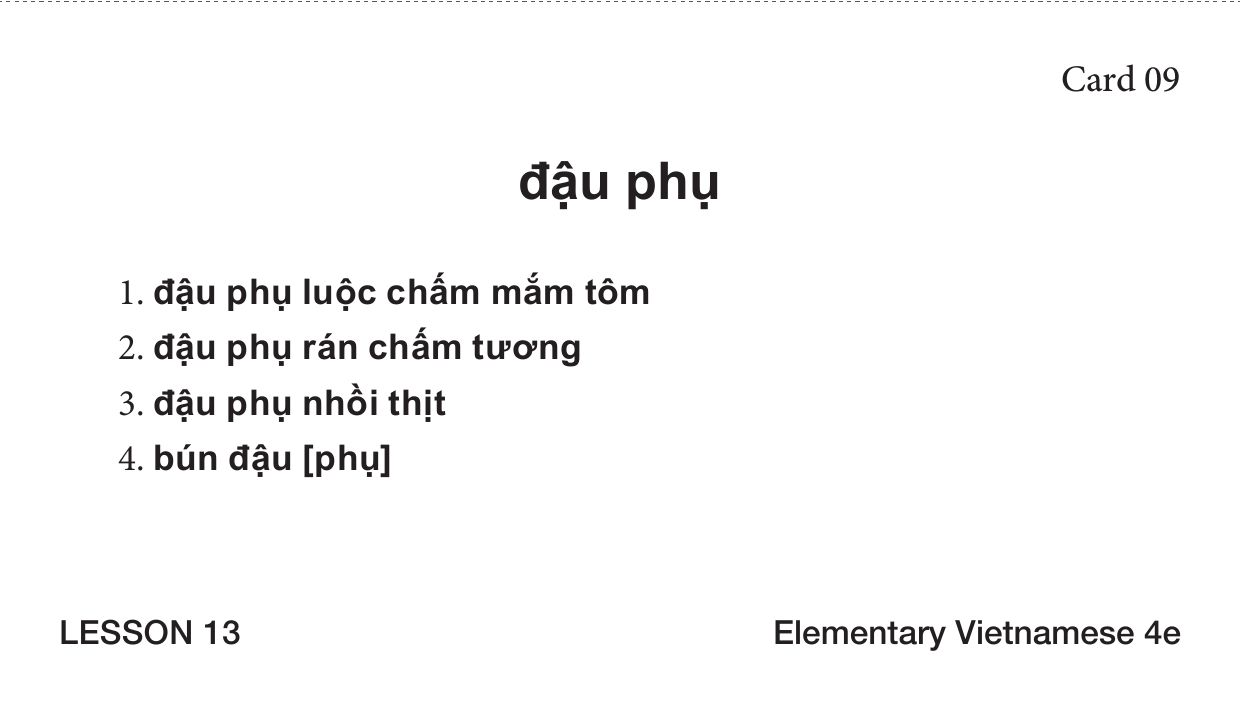 Card 09
đậu phụ
1. đậu phụ luộc chấm mắm tôm
2. đậu phụ rán chấm tương
3. đậu phụ nhồi thịt
4. bún đậu [phụ]
LESSON 13 Elementary Vietnamese 4e